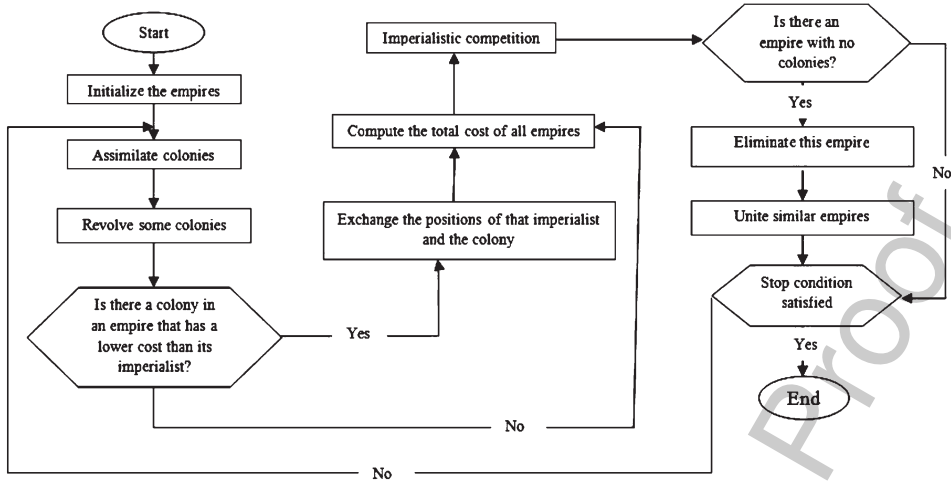 Start
Initialize the empires
Assimilate colonies
Revolve some colonies
Is there a colony in
an empire that has a
lower cost than its
imperialist?
Yes
No
Exchange the positions of that imperialist
and the colony
Compute the total cost of all empires
Imperialistic competition
Is there an
empire with no
colonies?
Yes
No
Eliminate this empire
Unite similar empires
Stop condition
satisfied
Yes
No
End
Proof